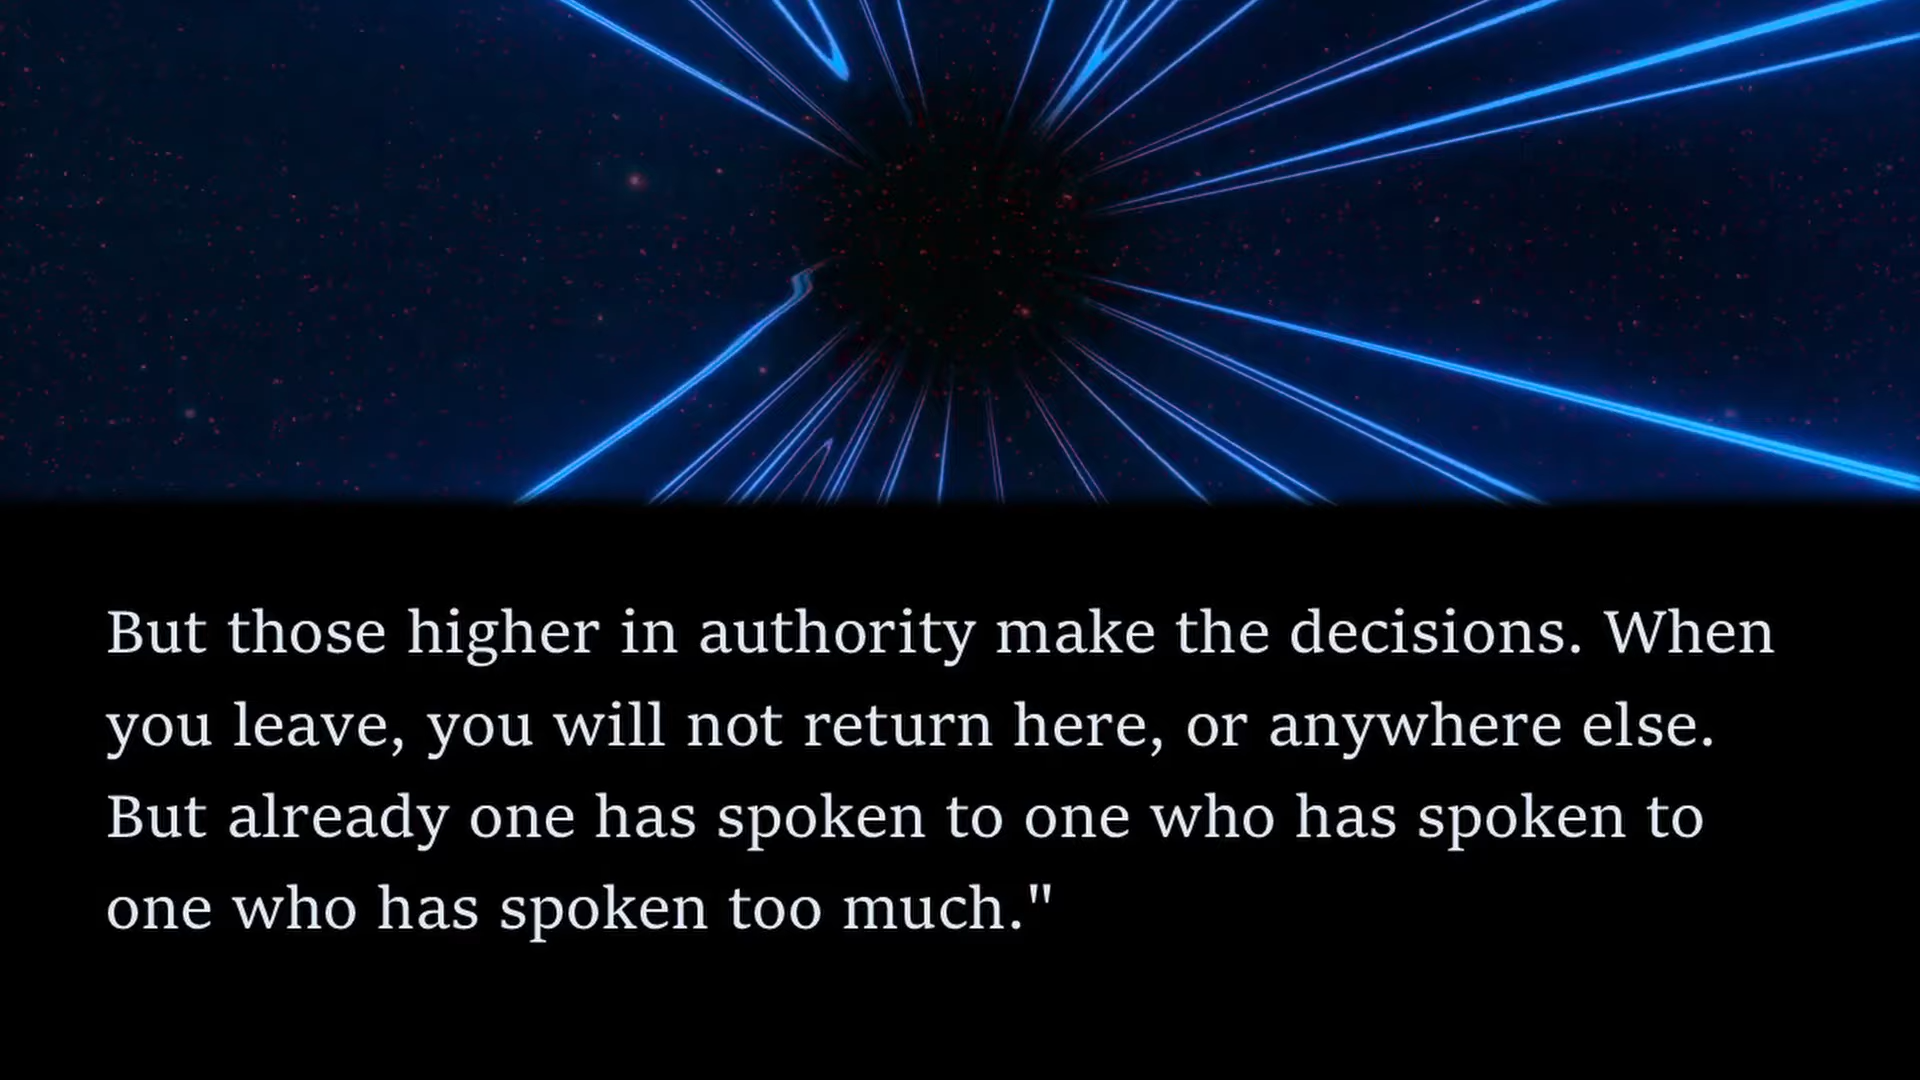 But those higher in authority make the decisions. When
you leave, you will not return here, or anywhere else.
But already one has spoken to one who has spoken to
one who has spoken too much."